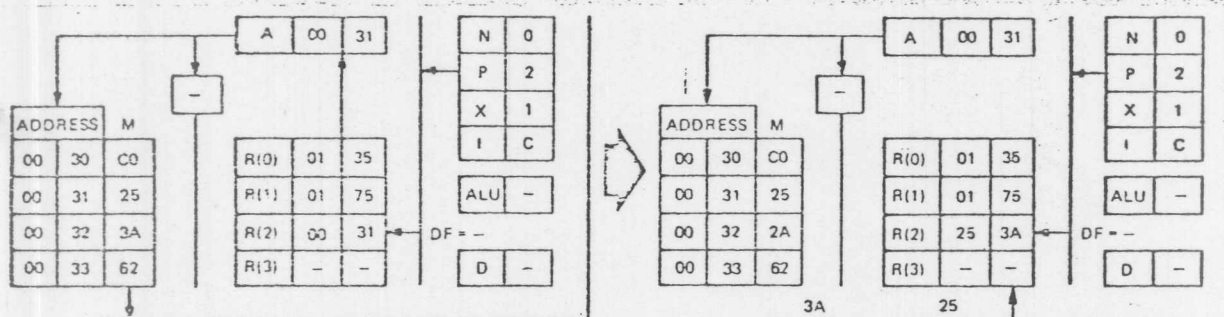 A 00 31
N 0
P 2
X 1
I C
–
ADDRESS M
00 30 C0
00 31 25
00 32 3A
00 33 62
R(0) 01 35
R(1) 01 75
R(2) 00 31
R(3) – –
ALU –
DF = –
D –
A 00 31
N 0
P 2
X 1
I C
–
ADDRESS M
00 30 C0
00 31 25
00 32 2A
00 33 62
R(0) 01 35
R(1) 01 75
R(2) 25 3A
R(3) – –
ALU –
DF = –
D –
3A 25